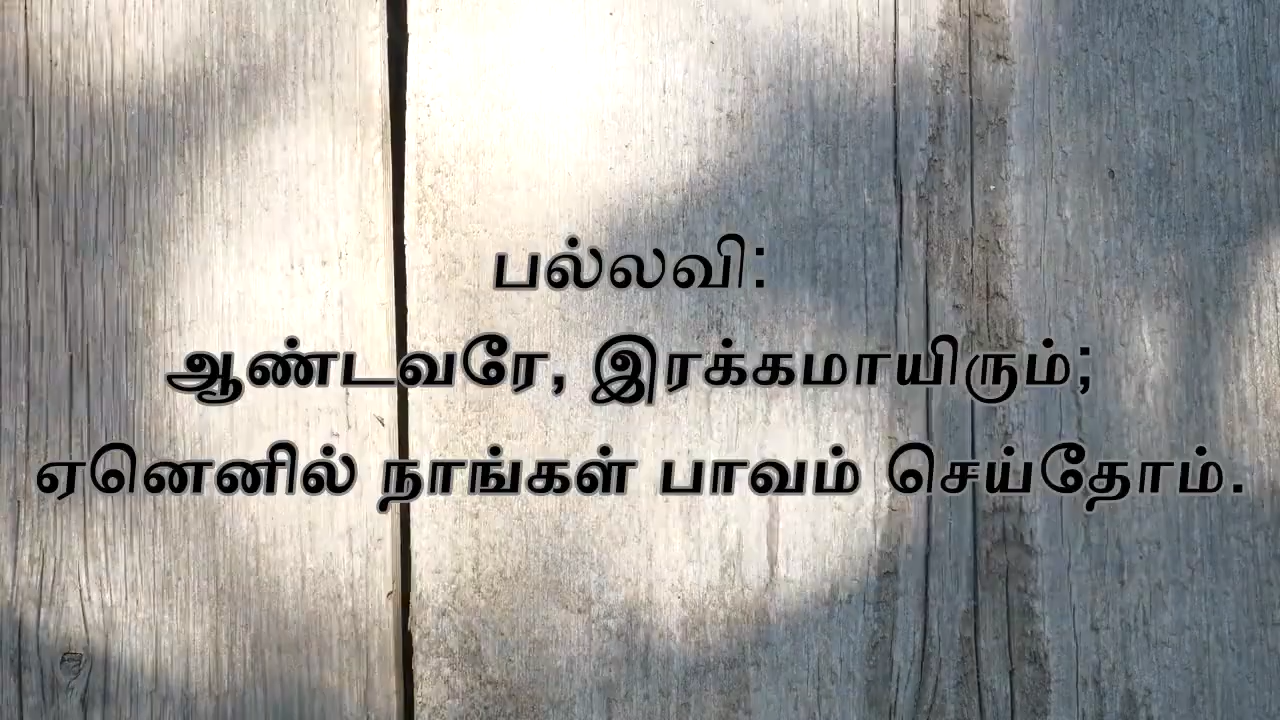 பல்லவி:
ஆண்டவரே, இரக்கமாயிரும்;
ஏனெனில் நாங்கள் பாவம் செய்தோம்.